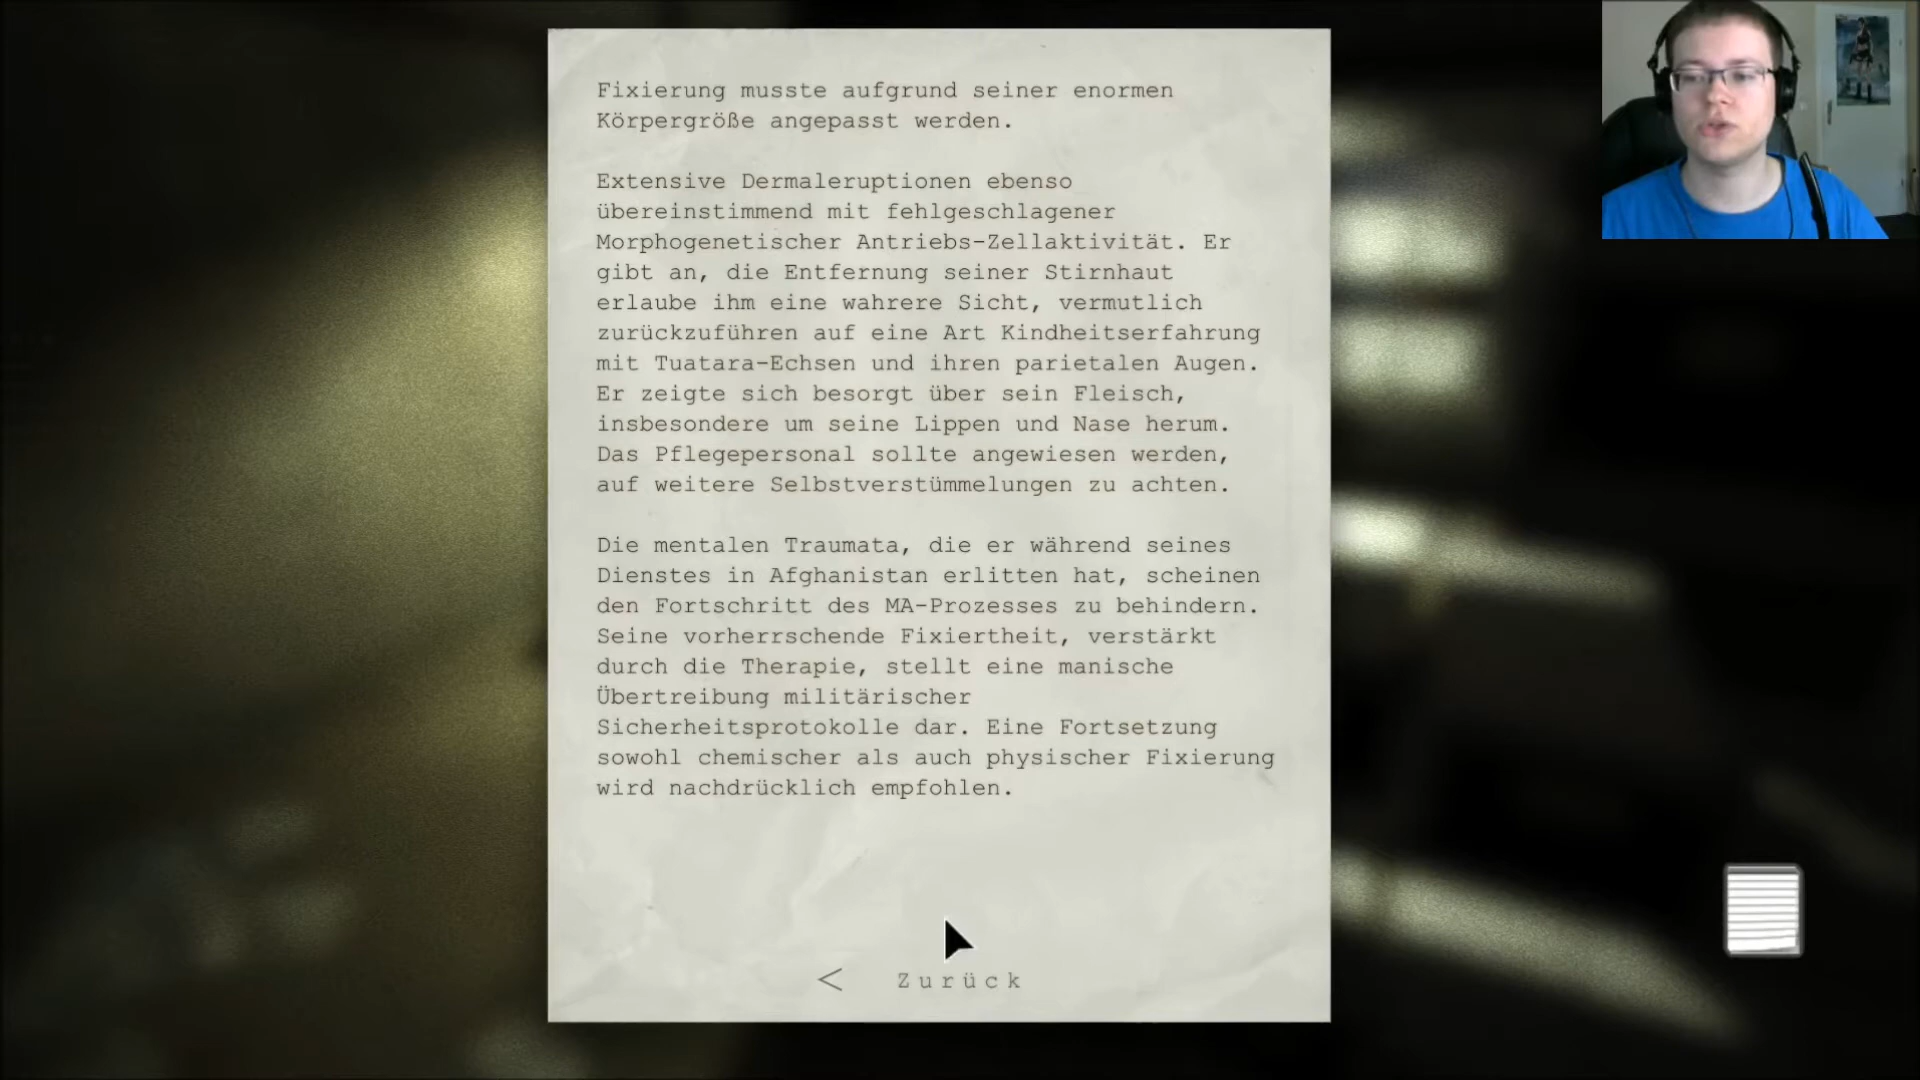 Fixierung musste aufgrund seiner enormen
Körpergröße angepasst werden.
Extensive Dermaleruptionen ebenso
übereinstimmend mit fehlgeschlagener
Morphogenetischer Antriebs-Zellaktivität. Er
gibt an, die Entfernung seiner Stirnhaut
erlaube ihm eine wahrere Sicht, vermutlich
zurückzuführen auf eine Art Kindheitserfahrung
mit Tuatara-Echsen und ihren parietalen Augen.
Er zeigte sich besorgt über sein Fleisch,
insbesondere um seine Lippen und Nase herum.
Das Pflegepersonal sollte angewiesen werden,
auf weitere Selbstverstümmelungen zu achten.
Die mentalen Traumata, die er während seines
Dienstes in Afghanistan erlitten hat, scheinen
den Fortschritt des MA-Prozesses zu behindern.
Seine vorherrschende Fixiertheit, verstärkt
durch die Therapie, stellt eine manische
Übertreibung militärischer
Sicherheitsprotokolle dar. Eine Fortsetzung
sowohl chemischer als auch physischer Fixierung
wird nachdrücklich empfohlen.
< Zurück